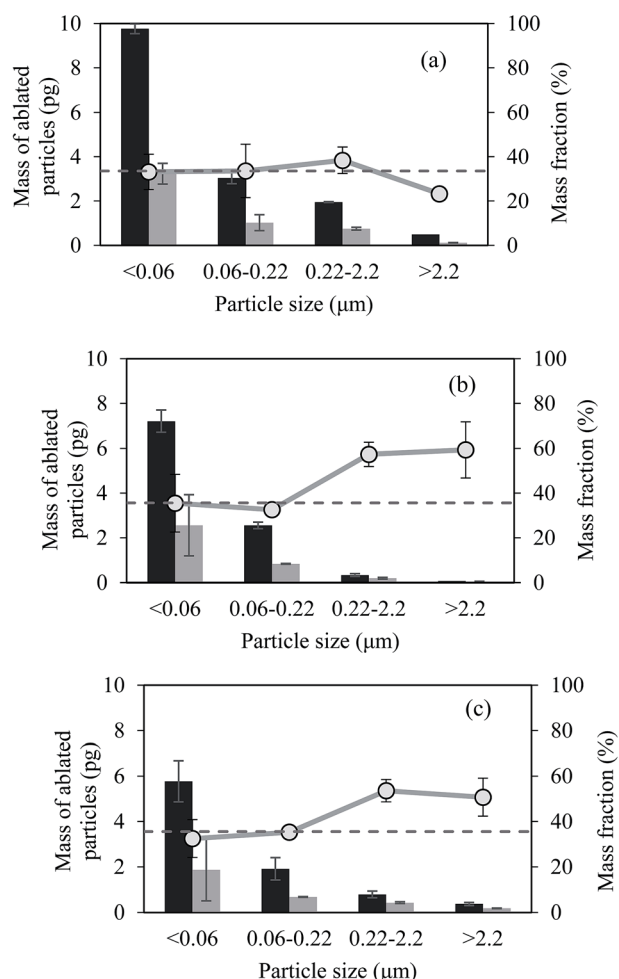 10
8
6
4
2
0
Mass of ablated
particles (pg)
(a)
100
80
60
40
20
0
Mass fraction (%)
<0.06 0.06-0.22 0.22-2.2 >2.2
Particle size (μm)
10
8
6
4
2
0
Mass of ablated
particles (pg)
(b)
100
80
60
40
20
0
Mass fraction (%)
<0.06 0.06-0.22 0.22-2.2 >2.2
Particle size (μm)
10
8
6
4
2
0
Mass of ablated
particles (pg)
(c)
100
80
60
40
20
0
Mass fraction (%)
<0.06 0.06-0.22 0.22-2.2 >2.2
Particle size (μm)